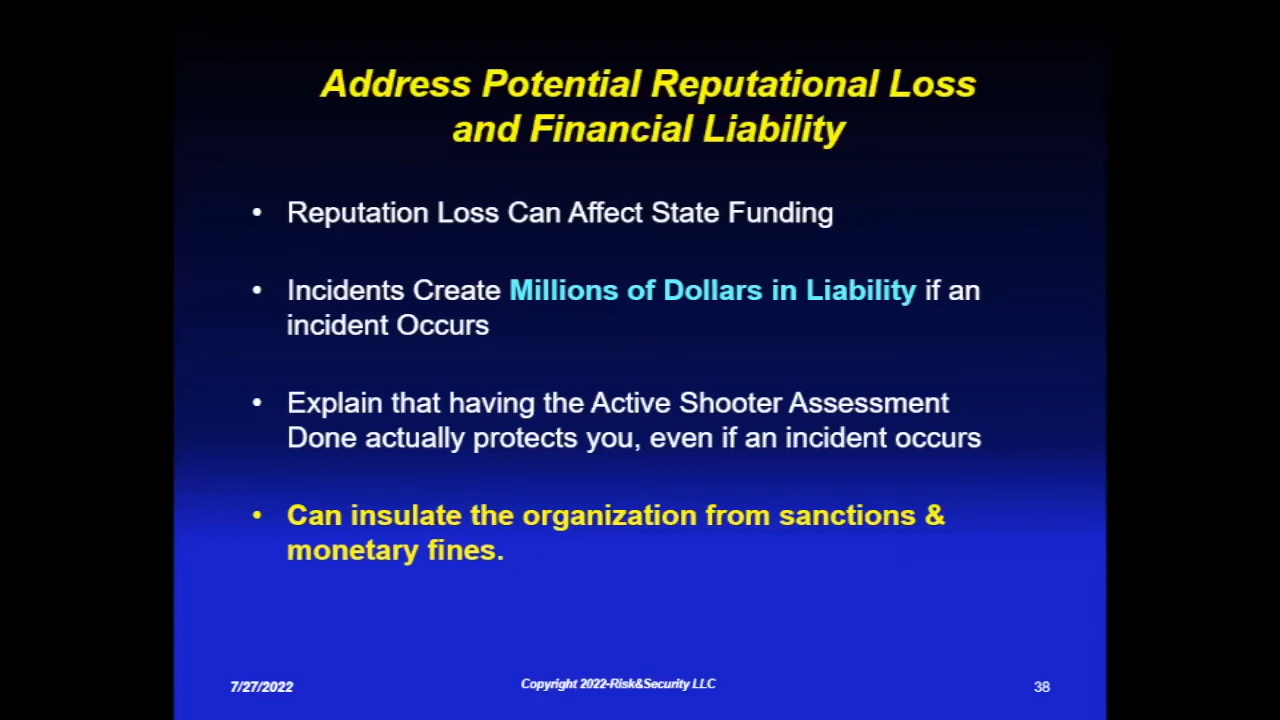 Address Potential Reputational Loss
and Financial Liability
• Reputation Loss Can Affect State Funding
• Incidents Create Millions of Dollars in Liability if an
incident Occurs
• Explain that having the Active Shooter Assessment
Done actually protects you, even if an incident occurs
• Can insulate the organization from sanctions &
monetary fines.
7/27/2022
Copyright 2022-Risk&Security LLC
38